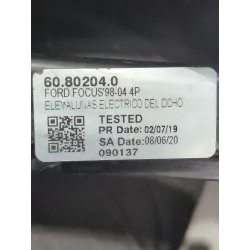 60.80204.0
FORD.FOCUS'98-04 4P
ELEVALUNAS ELECTRICO DEL DCHO
TESTED
PR Date: 02/07/19
SA Date: 08/06/20
090137